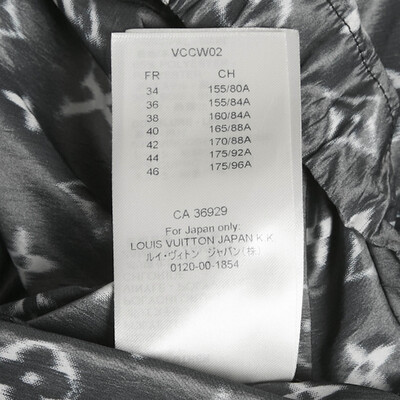 VCCW02
FR CH
34 155/80A
36 155/84A
38 160/84A
40 165/88A
42 170/88A
44 175/92A
46 175/96A
CA 36929
For Japan only:
LOUIS VUITTON JAPAN K.K.
ルイ・ヴィトン ジャパン(株)
0120-00-1854